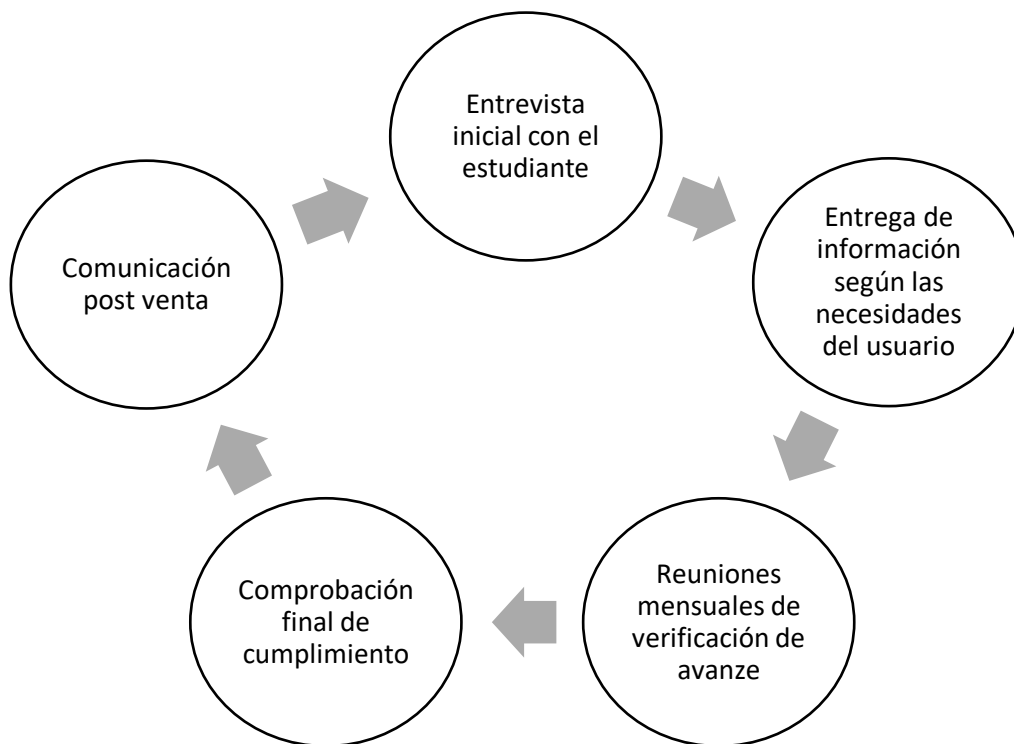 Entrevista
inicial con el
estudiante
Entrega de
información
según las
necesidades
del usuario
Reuniones
mensuales de
verificación de
avanze
Comprobación
final de
cumplimiento
Comunicación
post venta